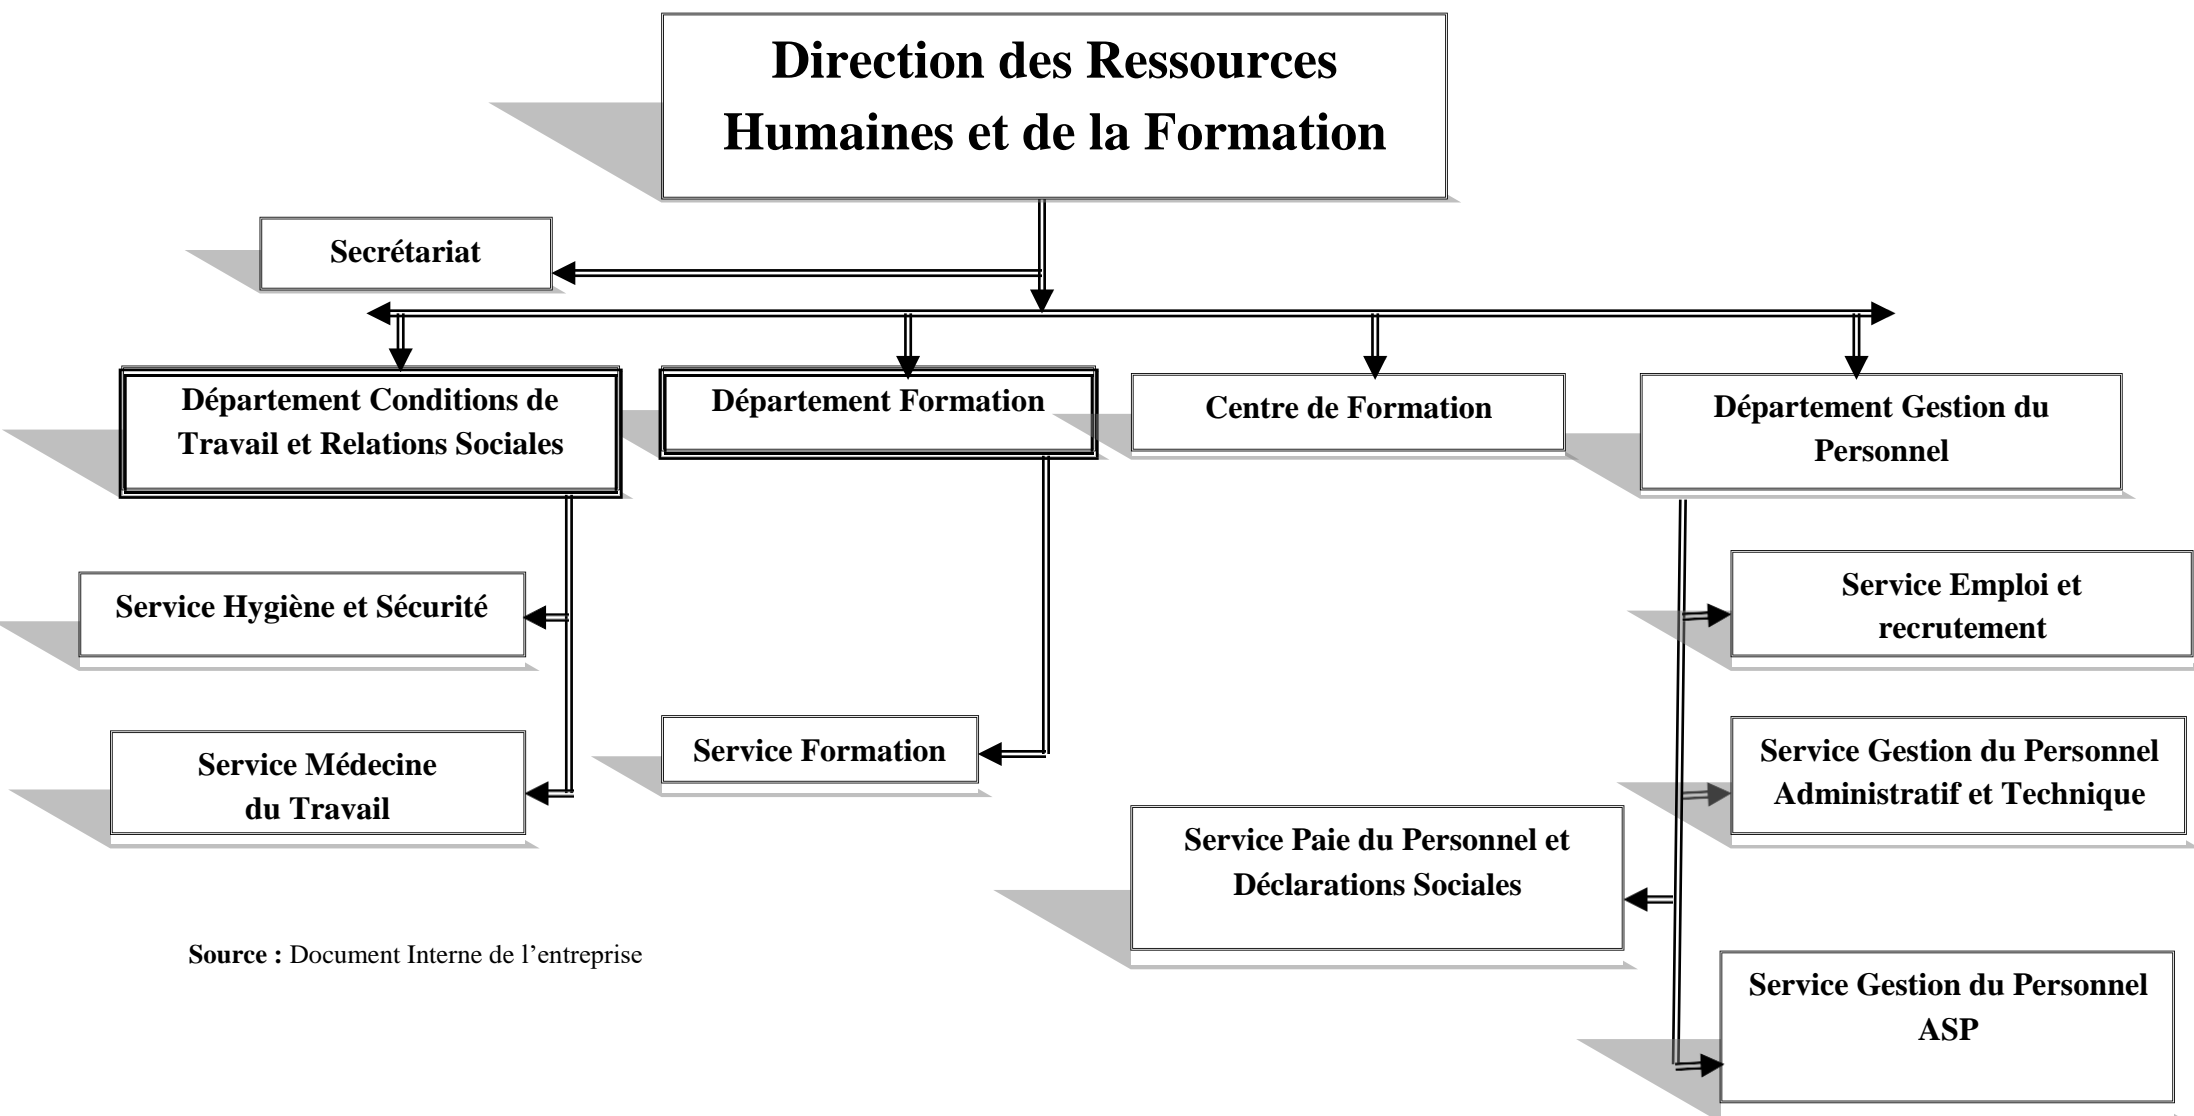 Direction des Ressources
Humaines et de la Formation
Secrétariat
Département Conditions de
Travail et Relations Sociales
Département Formation
Centre de Formation
Département Gestion du
Personnel
Service Hygiène et Sécurité
Service Emploi et
recrutement
Service Médecine
du Travail
Service Formation
Service Gestion du Personnel
Administratif et Technique
Service Paie du Personnel et
Déclarations Sociales
Source : Document Interne de l’entreprise
Service Gestion du Personnel
ASP